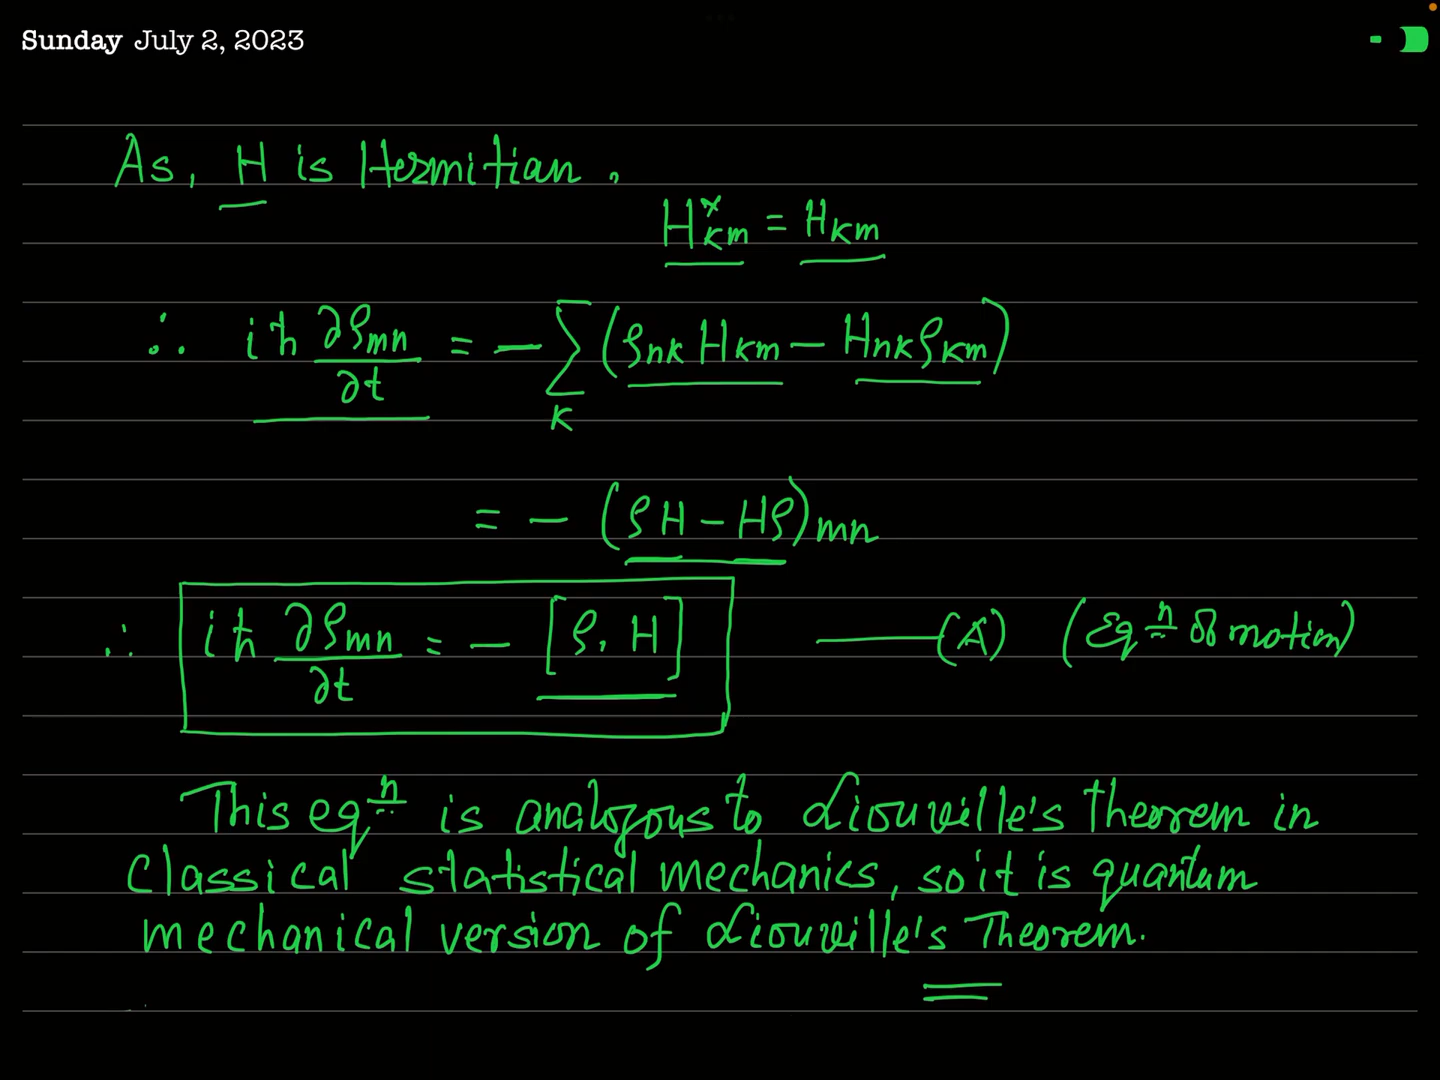 Sunday July 2, 2023
As, H is Hermitian,
H*km = Hkm
∴ iħ ∂ρmn/∂t = − Σk (ρnk Hkm − Hnk ρkm)
= − (ρH − Hρ)mn
∴ iħ ∂ρmn/∂t = − [ρ, H] ——(A) (Eqn of motion)
This eqn is analogous to Liouville's theorem in
classical statistical mechanics, so it is quantum
mechanical version of Liouville's Theorem.